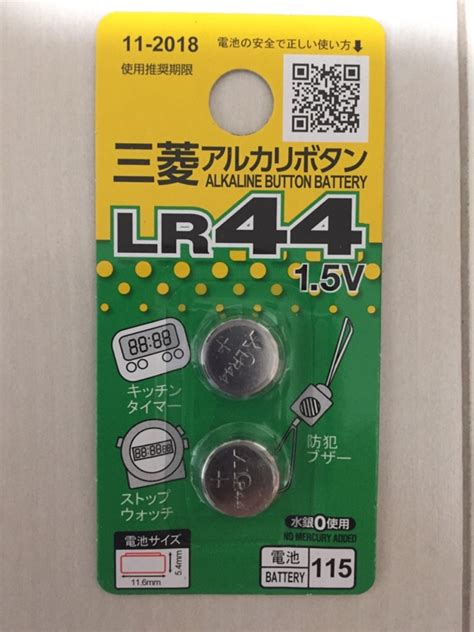 11-2018
使用推奨期限
電池の安全で正しい使い方
三菱アルカリボタン
ALKALINE BUTTON BATTERY
LR44
1.5V
88:88
キッチン
タイマー
LR44
+
防犯
ブザー
ストップ
ウォッチ
水銀0使用
NO MERCURY ADDED
電池サイズ
5.4mm
11.6mm
電池
BATTERY
115